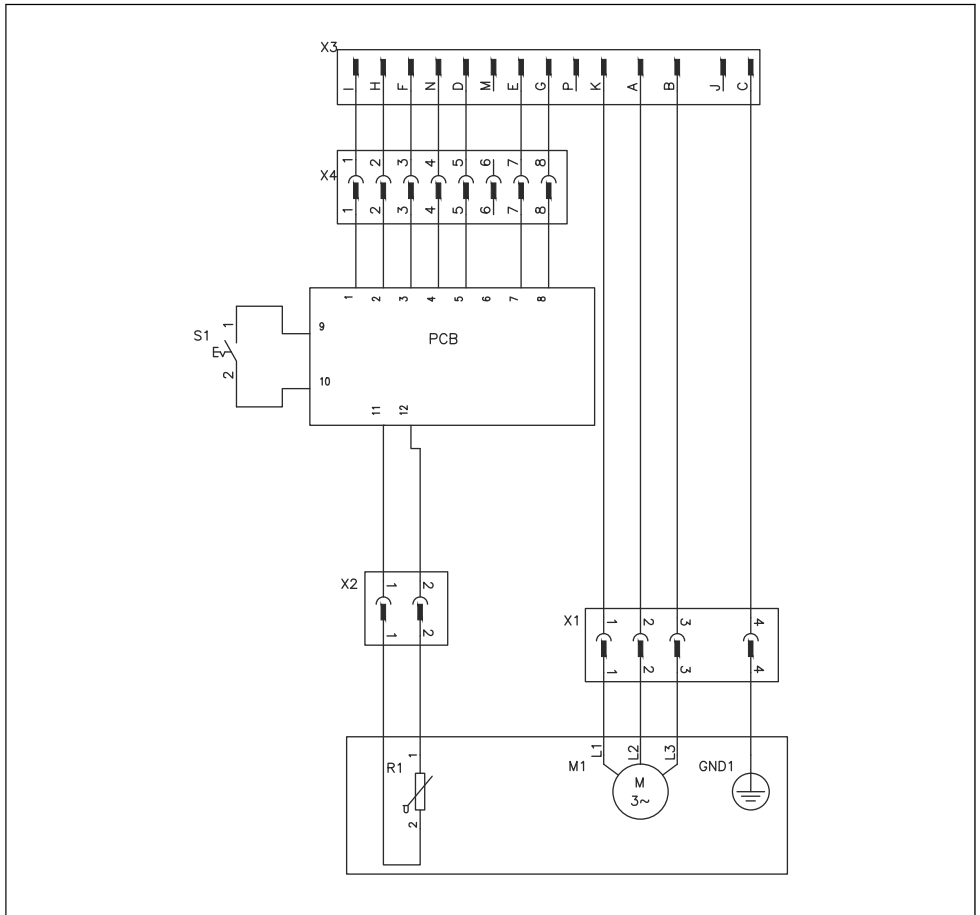 X3
I H F N D M E G P K A B J C
X4
1 2 3 4 5 6 7 8
1 2 3 4 5 6 7 8
1 2 3 4 5 6 7 8
S1
1
2
9
PCB
10
11 12
X2
1 2
1 2
X1
1 2 3 4
1 2 3 4
R1
1
2
M1
L1 L2 L3
M
3~
GND1